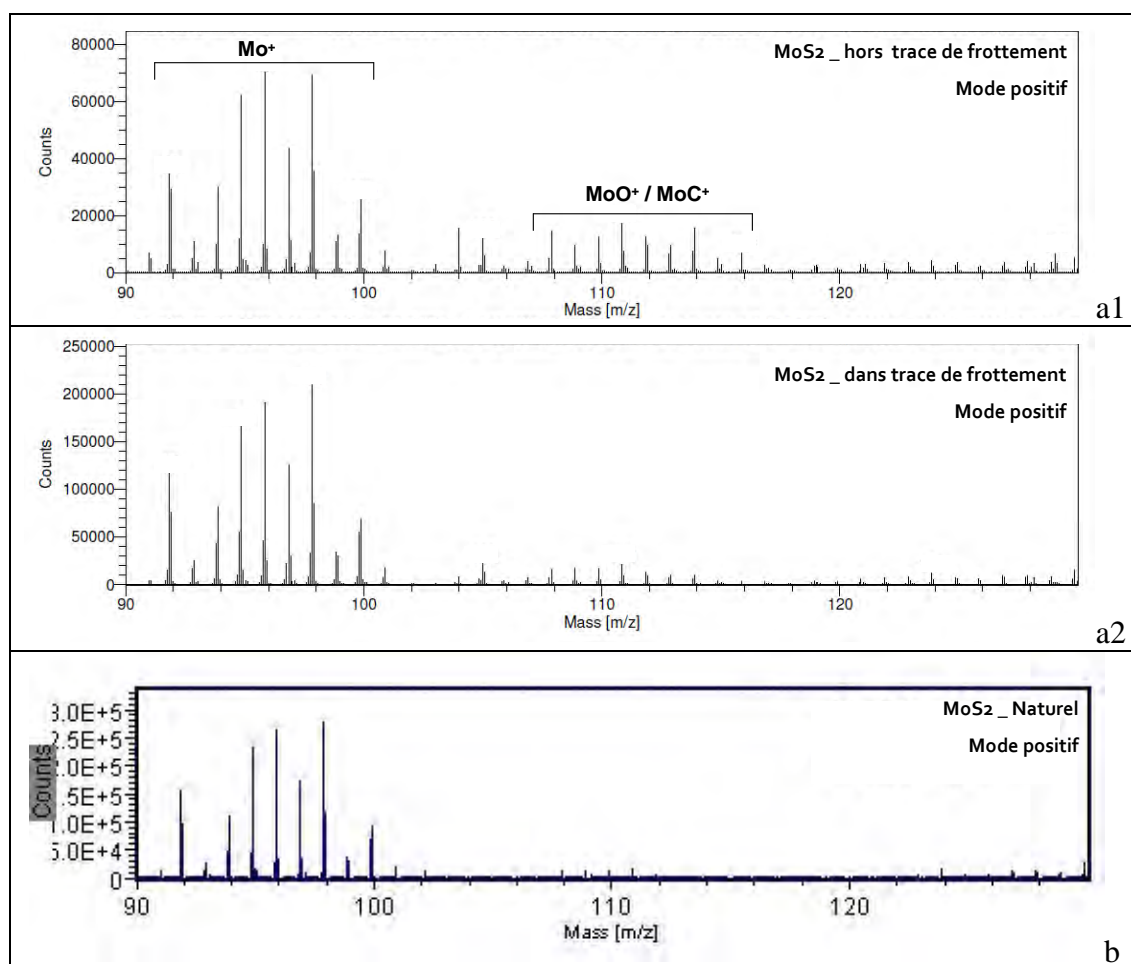 80000
60000
40000
20000
0
Counts
Mo⁺
MoO⁺ / MoC⁺
MoS2 _ hors trace de frottement
Mode positif
90 100 110 120
Mass [m/z]
a1
250000
200000
150000
100000
50000
0
Counts
MoS2 _ dans trace de frottement
Mode positif
90 100 110 120
Mass [m/z]
a2
3.0E+5
2.5E+5
2.0E+5
1.5E+5
1.0E+5
5.0E+4
0
Counts
MoS2 _ Naturel
Mode positif
90 100 110 120
Mass [m/z]
b